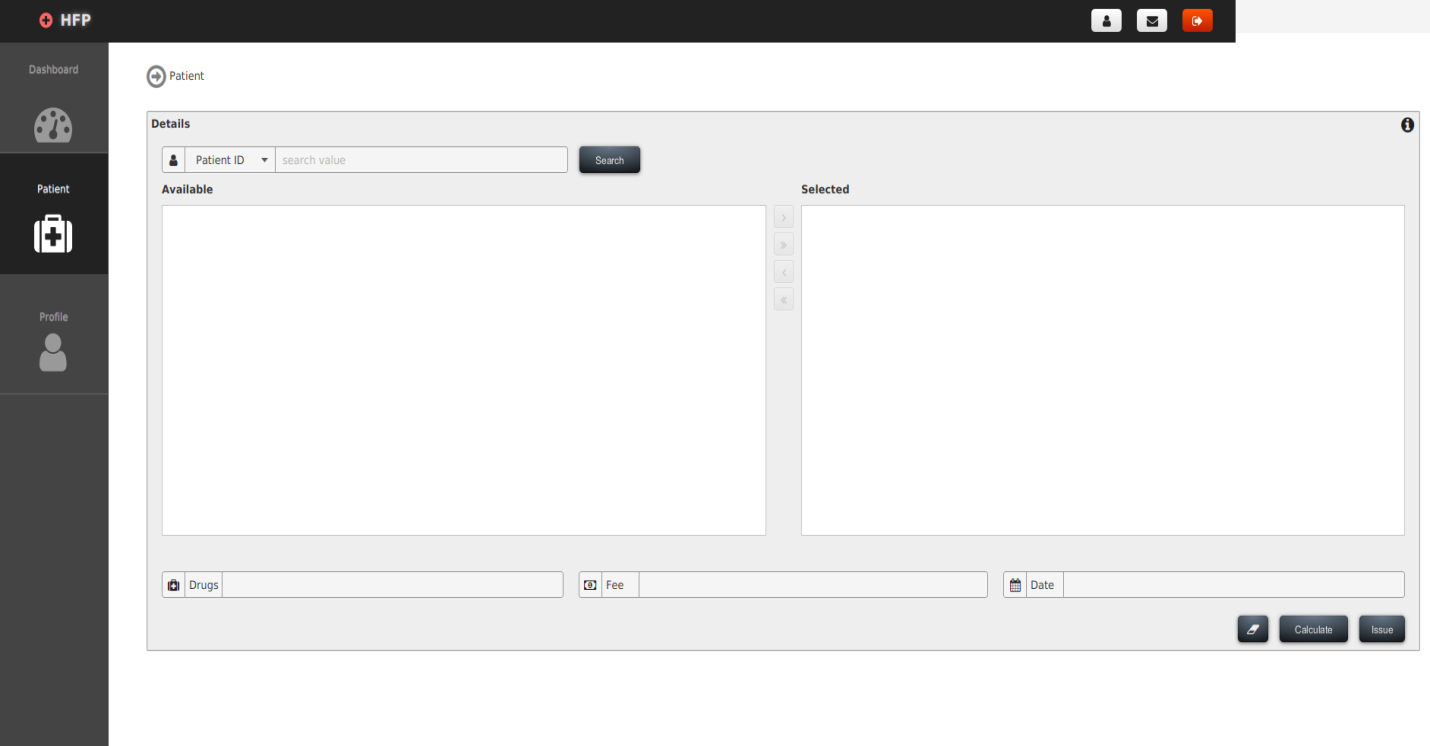 HFP
Dashboard
Patient
Profile
Patient
Details
Patient ID search value Search
Available Selected
Drugs Fee Date
Calculate Issue